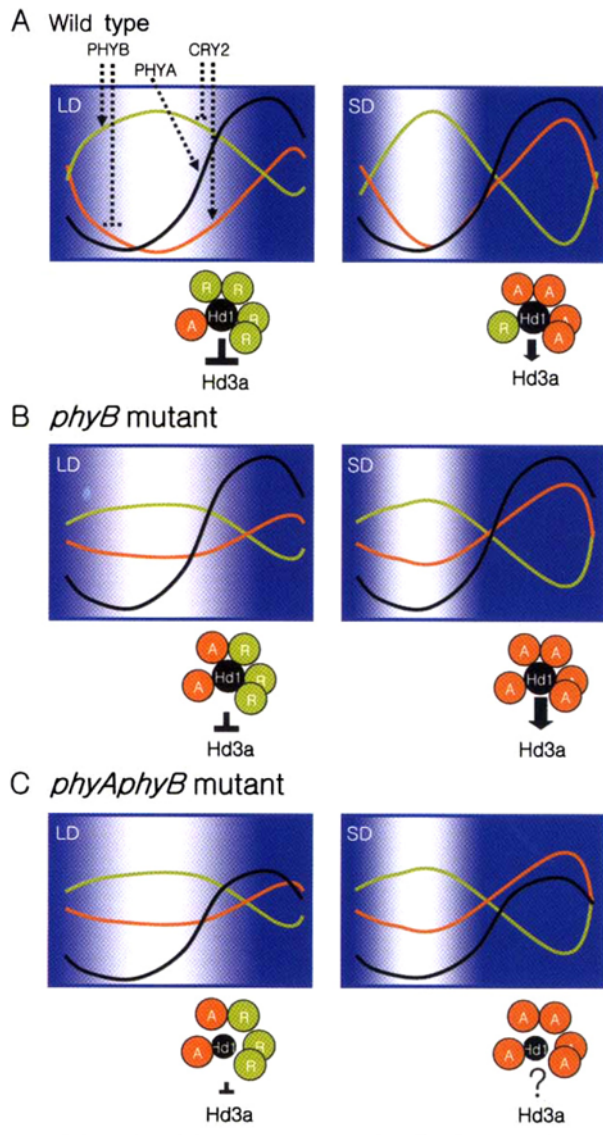 A Wild type
PHYB PHYA CRY2
LD SD
R R A Hd1 R R
A A R Hd1 A A
Hd3a Hd3a
B phyB mutant
LD SD
A R A Hd1 R R
A A A Hd1 A A
Hd3a Hd3a
C phyAphyB mutant
LD SD
A R A Hd1 R R
A A A Hd1 A A
?
Hd3a Hd3a